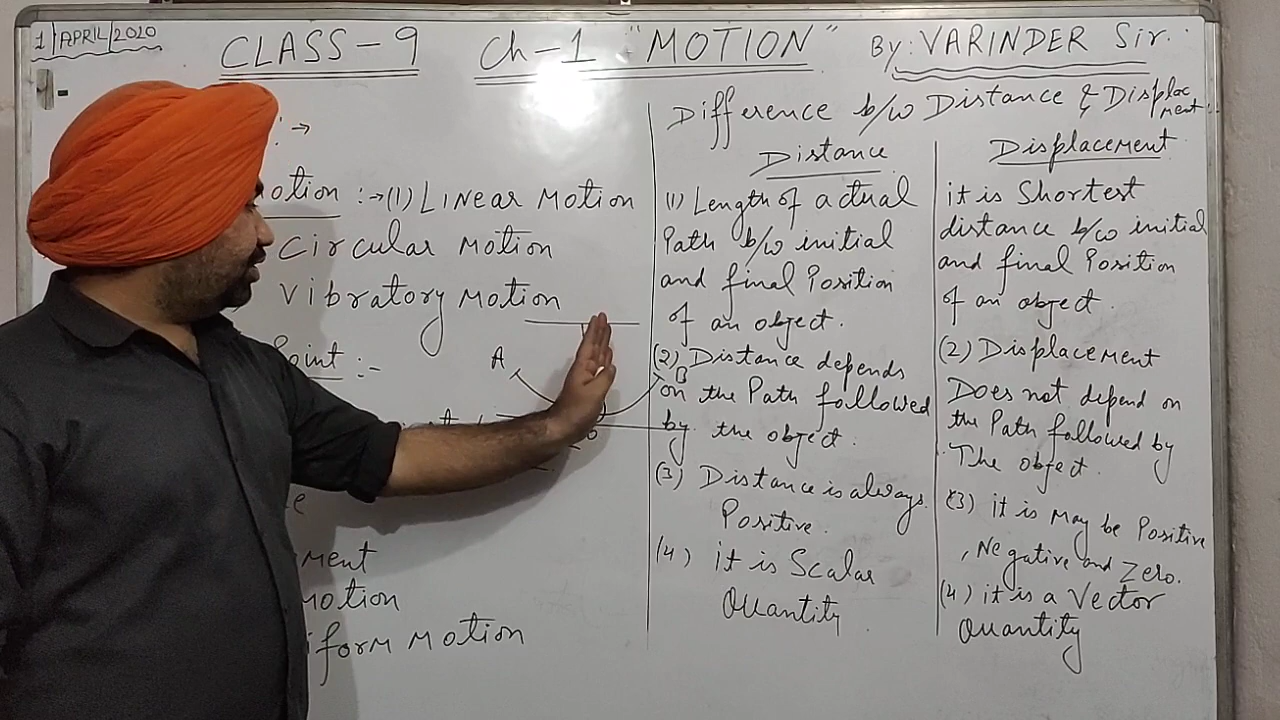 1/APRIL/2020
CLASS-9 Ch-1 "MOTION" By: VARINDER Sir.
:→
otion :→(1) Linear Motion
Circular Motion
Vibratory Motion
Point :-
A
B
o
e
ment
Motion
iform Motion
Difference b/w Distance & Displac
ment:
Distance
(1) Length of actual
Path b/w initial
and final Position
of an object.
(2) Distance depends
on the Path followed
by the object.
(3) Distance is always
Positive.
(4) it is Scalar
Quantity
Displacement
it is Shortest
distance b/w initial
and final Position
of an object.
(2) Displacement
Does not depend on
the Path followed by
The object.
(3) it is may be Positive
, Negative and Zero.
(4) it is a Vector
Quantity